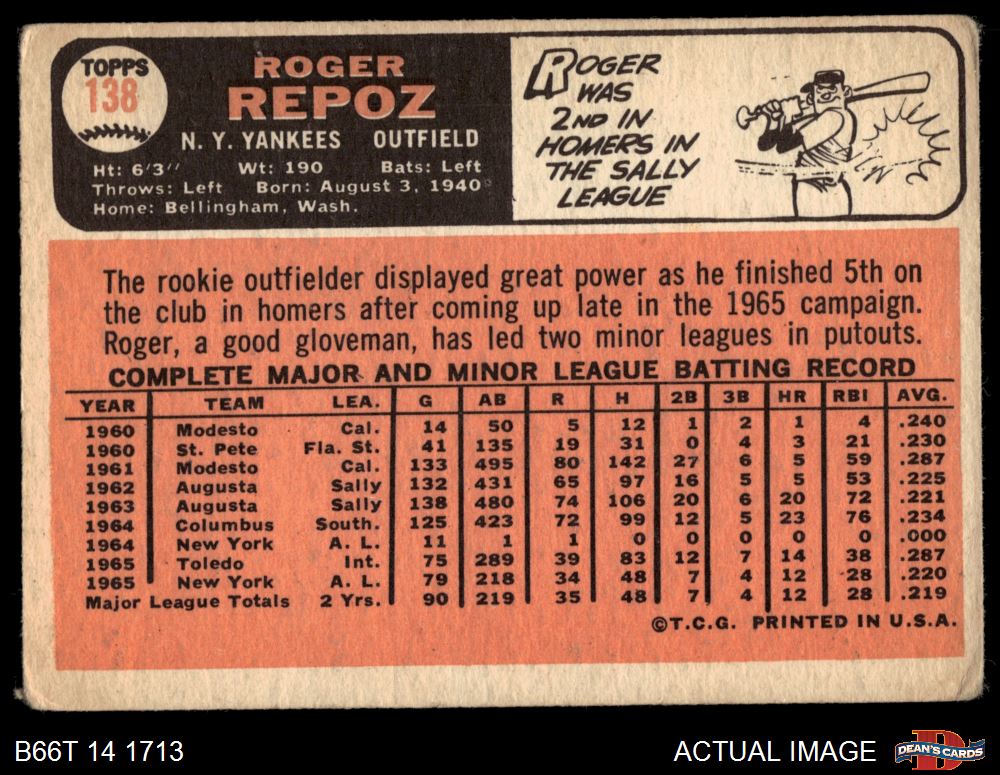 TOPPS
138
ROGER
REPOZ
N. Y. YANKEES OUTFIELD
Ht: 6'3" Wt: 190 Bats: Left
Throws: Left Born: August 3, 1940
Home: Bellingham, Wash.
ROGER
WAS
2ND IN
HOMERS IN
THE SALLY
LEAGUE
The rookie outfielder displayed great power as he finished 5th on
the club in homers after coming up late in the 1965 campaign.
Roger, a good gloveman, has led two minor leagues in putouts.
COMPLETE MAJOR AND MINOR LEAGUE BATTING RECORD
YEAR TEAM LEA. G AB R H 2B 3B HR RBI AVG.
1960 Modesto Cal. 14 50 5 12 1 2 1 4 .240
1960 St. Pete Fla. St. 41 135 19 31 0 4 3 21 .230
1961 Modesto Cal. 133 495 80 142 27 6 5 59 .287
1962 Augusta Sally 132 431 65 97 16 5 5 53 .225
1963 Augusta Sally 138 480 74 106 20 6 20 72 .221
1964 Columbus South. 125 423 72 99 12 5 23 76 .234
1964 New York A. L. 11 1 1 0 0 0 0 0 .000
1965 Toledo Int. 75 289 39 83 12 7 14 38 .287
1965 New York A. L. 79 218 34 48 7 4 12 28 .220
Major League Totals 2 Yrs. 90 219 35 48 7 4 12 28 .219
©T.C.G. PRINTED IN U.S.A.
B66T 14 1713
ACTUAL IMAGE
DEAN'S CARDS